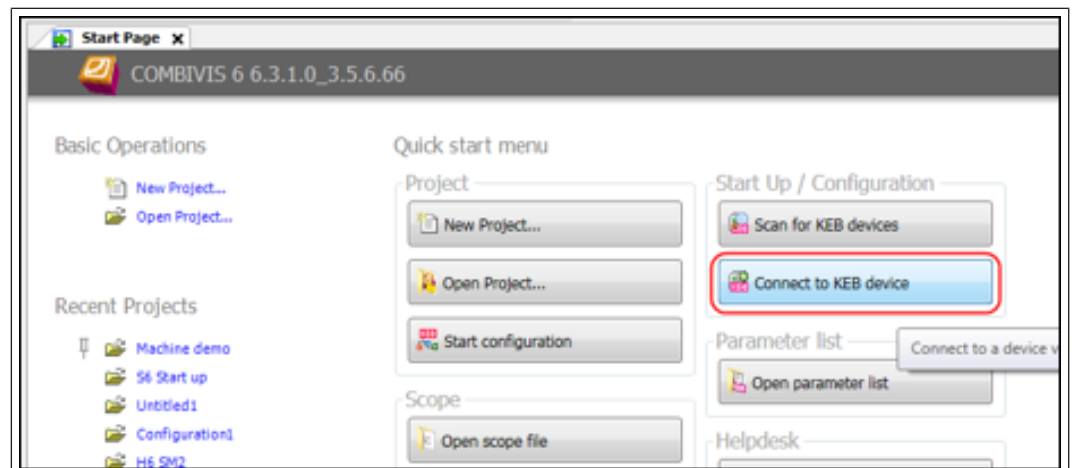 Start Page x
COMBIVIS 6 6.3.1.0_3.5.6.66
Basic Operations
New Project...
Open Project...
Recent Projects
Machine demo
S6 Start up
Untitled1
Configuration1
H6 SM2
Quick start menu
Project
New Project...
Open Project...
Start configuration
Scope
Open scope file
Start Up / Configuration
Scan for KEB devices
Connect to KEB device
Parameter list
Connect to a device v
Open parameter list
Helpdesk